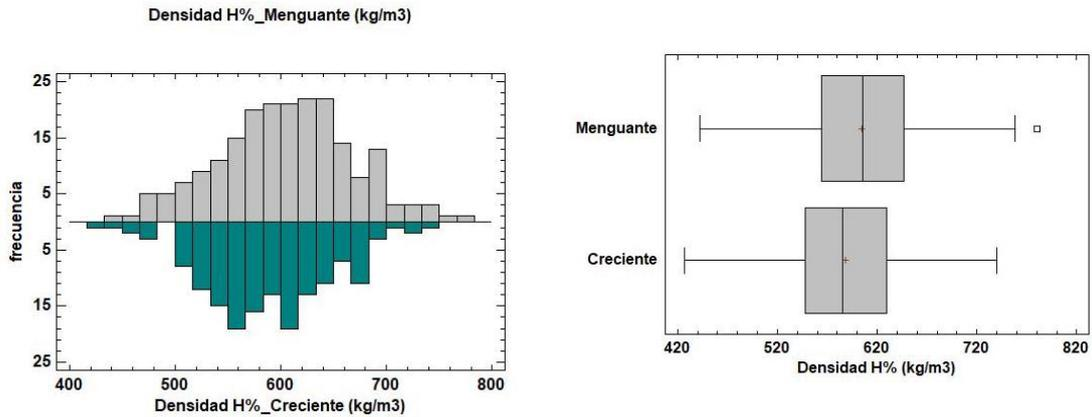 Densidad H%_Menguante (kg/m3)
25
15
5
5
15
25
frecuencia
400 500 600 700 800
Densidad H%_Creciente (kg/m3)
Menguante
Creciente
420 520 620 720 820
Densidad H% (kg/m3)